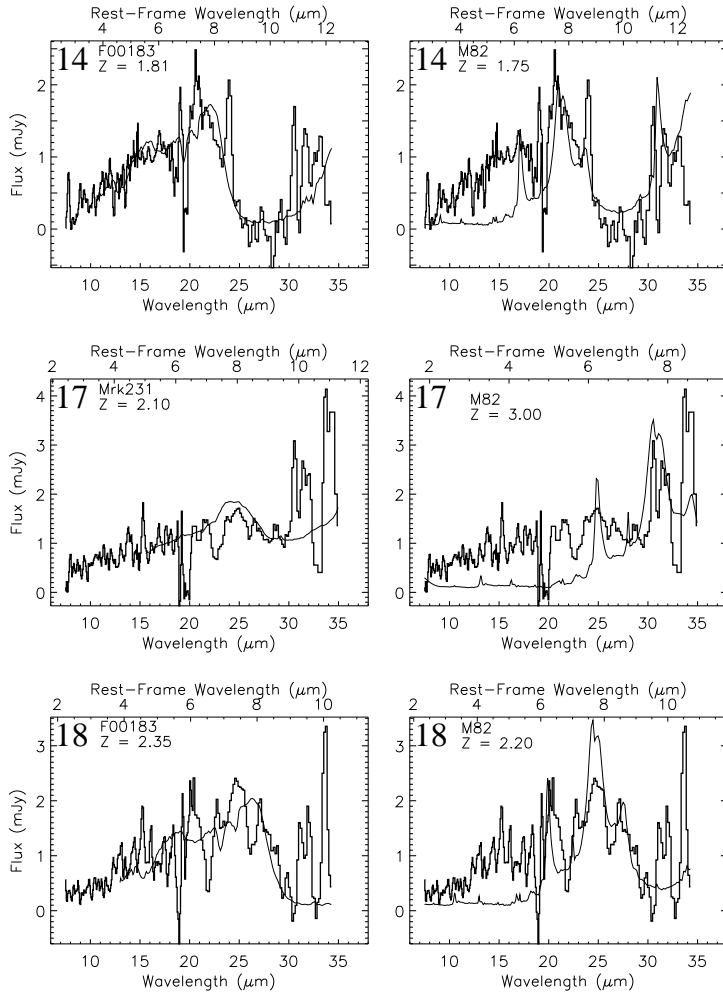 Rest-Frame Wavelength (μm) Rest-Frame Wavelength (μm)
4 6 8 10 12 4 6 8 10 12
14 F00183 14 M82
Z = 1.81 Z = 1.75
2 2
1 1
0 0
Flux (mJy)
10 15 20 25 30 35 10 15 20 25 30 35
Wavelength (μm) Wavelength (μm)
Rest-Frame Wavelength (μm) Rest-Frame Wavelength (μm)
2 4 6 8 10 12 2 4 6 8
17 Mrk231 17 M82
Z = 2.10 Z = 3.00
4 4
3 3
2 2
1 1
0 0
Flux (mJy)
10 15 20 25 30 35 10 15 20 25 30 35
Wavelength (μm) Wavelength (μm)
Rest-Frame Wavelength (μm) Rest-Frame Wavelength (μm)
2 4 6 8 10 2 4 6 8 10
18 F00183 18 M82
Z = 2.35 Z = 2.20
3 3
2 2
1 1
0 0
Flux (mJy)
10 15 20 25 30 35 10 15 20 25 30 35
Wavelength (μm) Wavelength (μm)